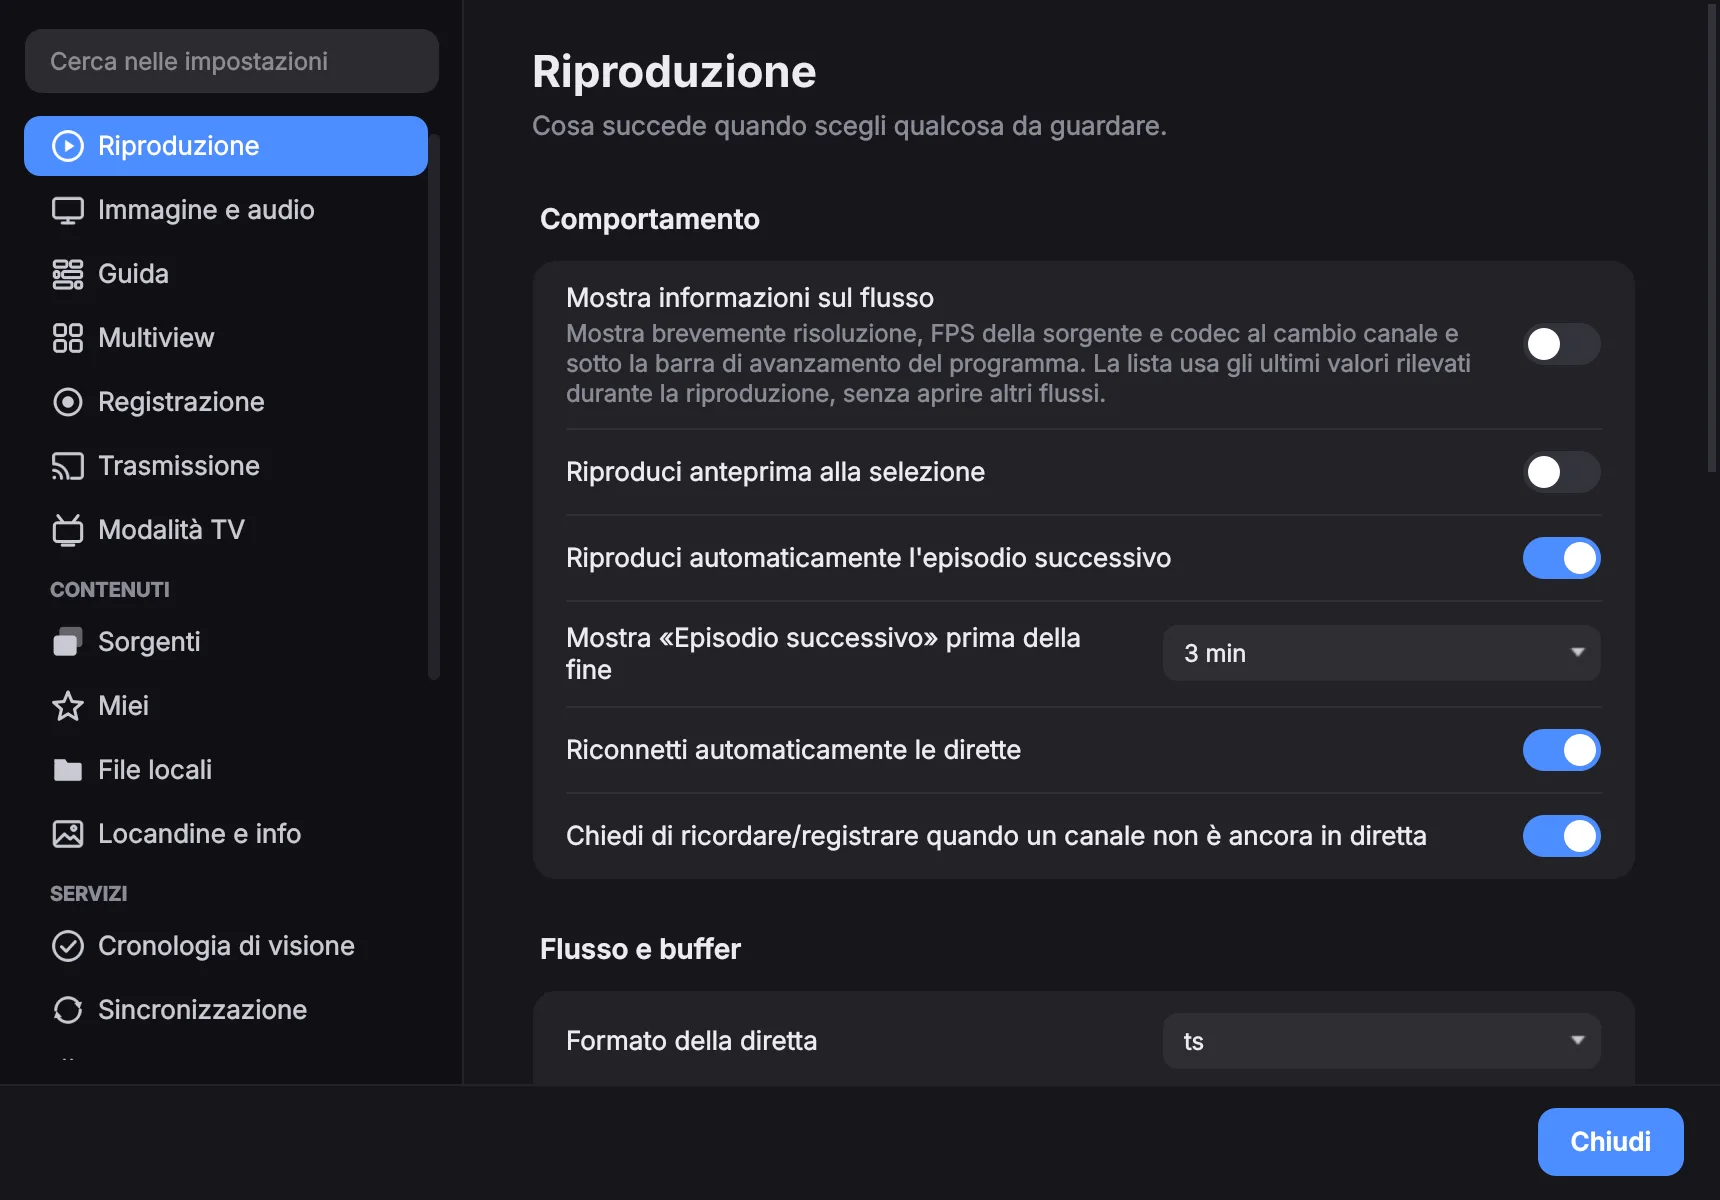 Cerca nelle impostazioni
Riproduzione
Immagine e audio
Guida
Multiview
Registrazione
Trasmissione
Modalità TV
CONTENUTI
Sorgenti
Miei
File locali
Locandine e info
SERVIZI
Cronologia di visione
Sincronizzazione
Riproduzione
Cosa succede quando scegli qualcosa da guardare.
Comportamento
Mostra informazioni sul flusso
Mostra brevemente risoluzione, FPS della sorgente e codec al cambio canale e
sotto la barra di avanzamento del programma. La lista usa gli ultimi valori rilevati
durante la riproduzione, senza aprire altri flussi.
Riproduci anteprima alla selezione
Riproduci automaticamente l'episodio successivo
Mostra «Episodio successivo» prima della
fine
3 min
Riconnetti automaticamente le dirette
Chiedi di ricordare/registrare quando un canale non è ancora in diretta
Flusso e buffer
Formato della diretta
ts
Chiudi